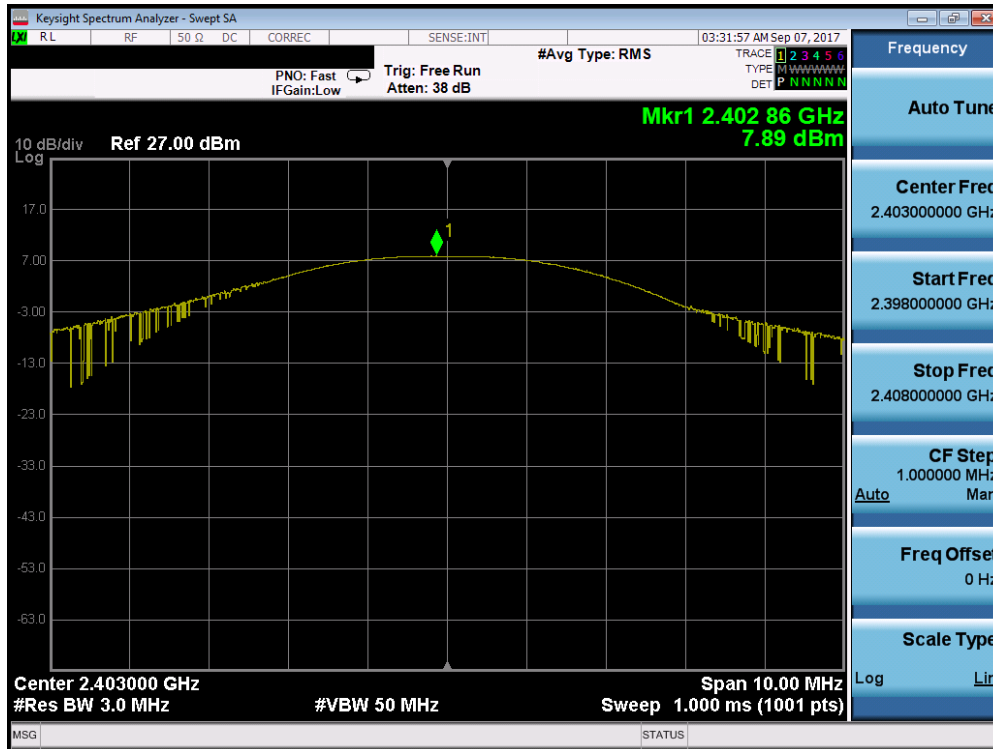 Keysight Spectrum Analyzer - Swept SA
LXI RL RF 50 Ω DC CORREC SENSE:INT 03:31:57 AM Sep 07, 2017
#Avg Type: RMS TRACE 1 2 3 4 5 6
PNO: Fast Trig: Free Run TYPE M WWWWW
IFGain:Low Atten: 38 dB DET P N N N N N
Mkr1 2.402 86 GHz
7.89 dBm
10 dB/div Ref 27.00 dBm
Log
17.0
1
7.00
-3.00
-13.0
-23.0
-33.0
-43.0
-53.0
-63.0
Center 2.403000 GHz Span 10.00 MHz
#Res BW 3.0 MHz #VBW 50 MHz Sweep 1.000 ms (1001 pts)
MSG STATUS
Frequency
Auto Tune
Center Freq
2.403000000 GHz
Start Freq
2.398000000 GHz
Stop Freq
2.408000000 GHz
CF Step
1.000000 MHz
Auto Man
Freq Offset
0 Hz
Scale Type
Log Lin